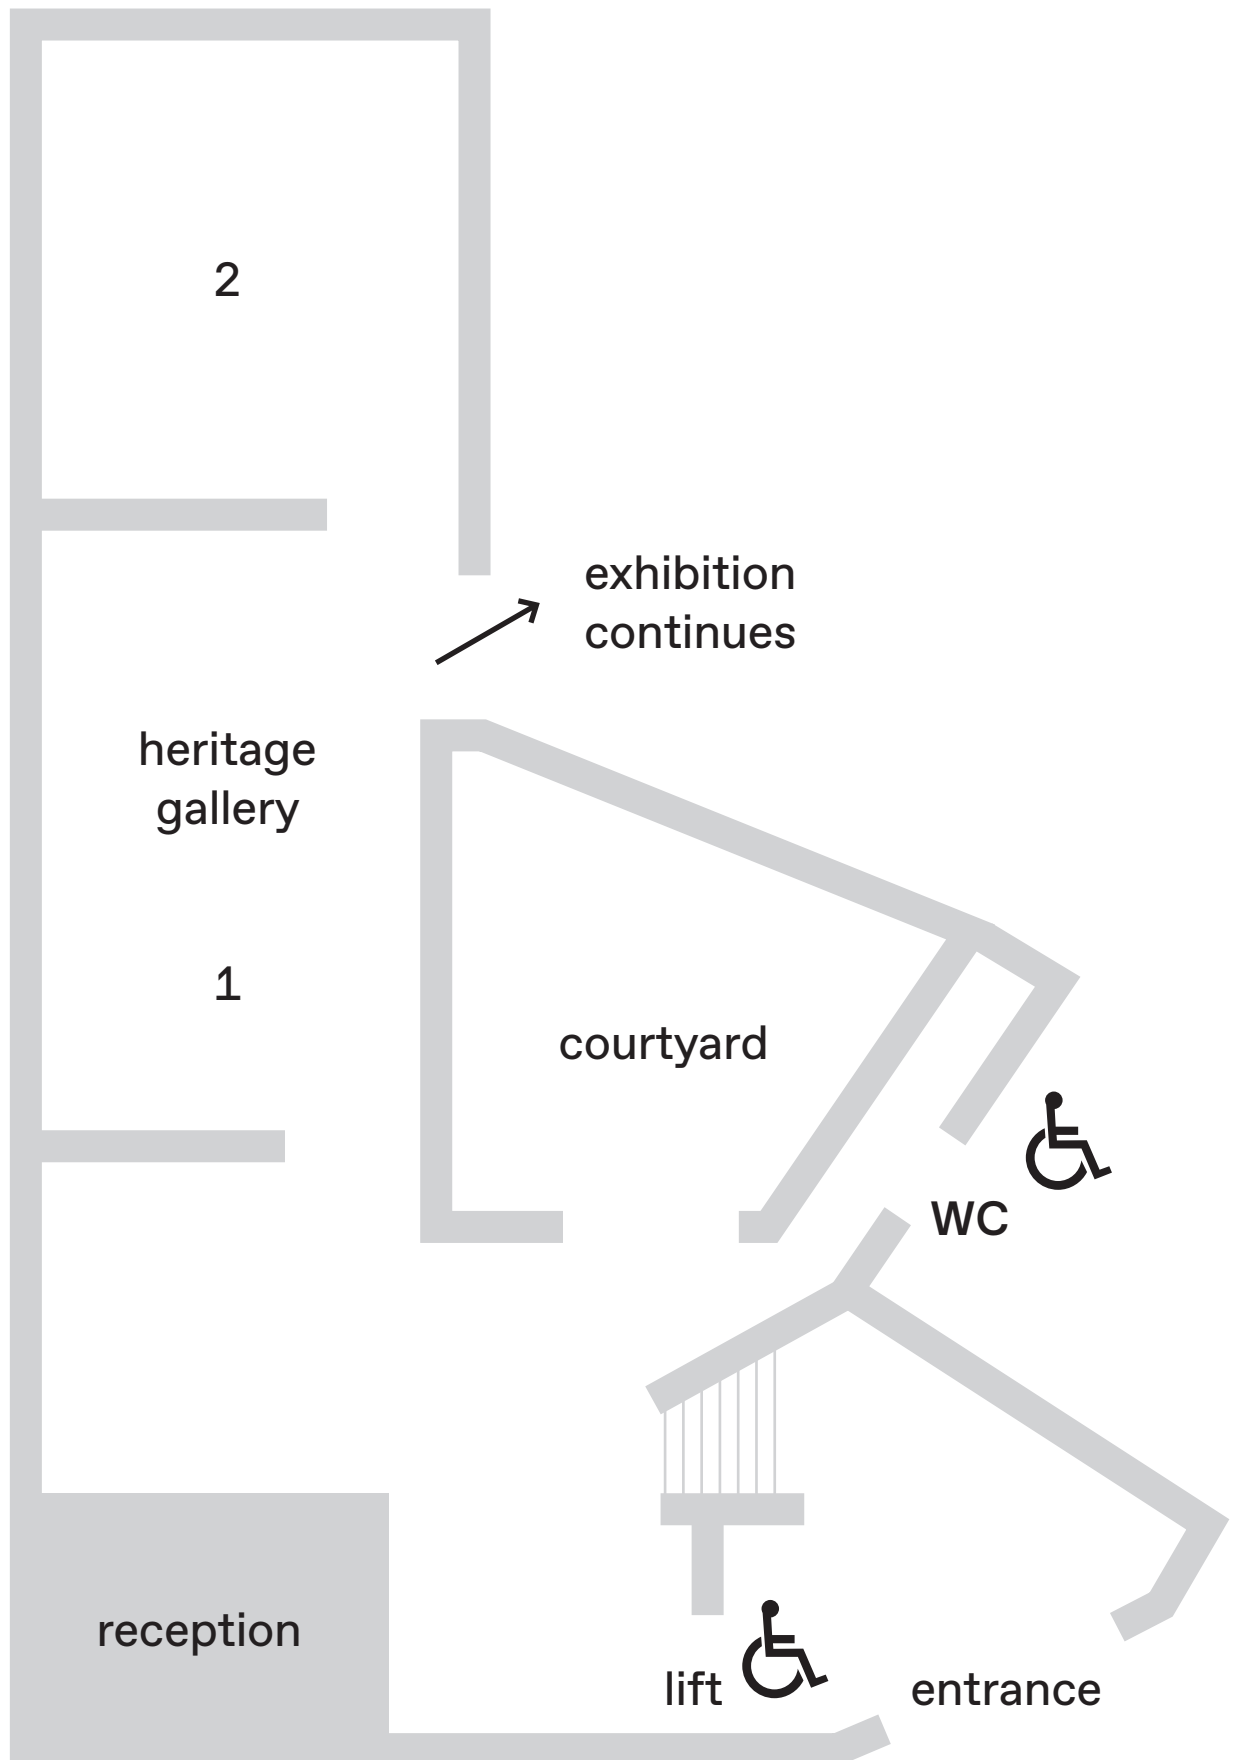 2
exhibition
continues
heritage
gallery
1
courtyard
WC
reception
lift
entrance